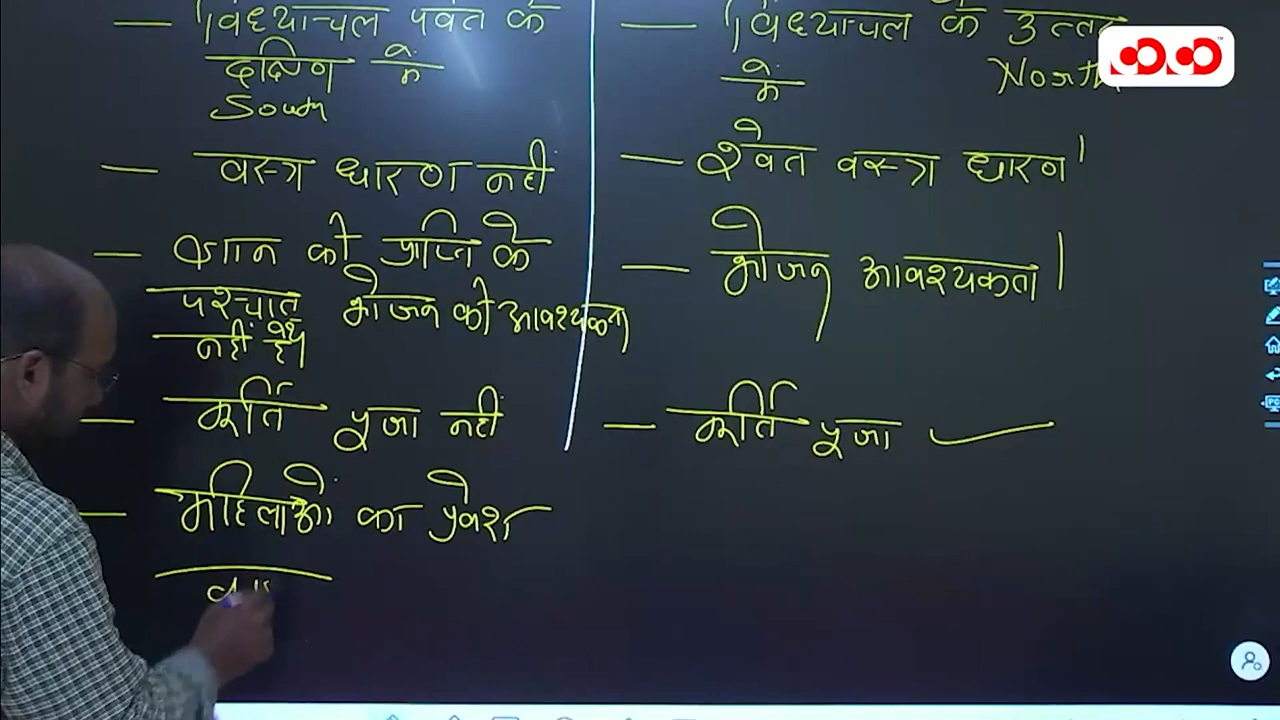 — विंध्याचल पर्वत के
दक्षिण में
South
— वस्त्र धारण नहीं
— ज्ञान की प्राप्ति के
पश्चात् भोजन की आवश्यकता
नहीं है
— मूर्ति पूजा नहीं
— महिलाओं का प्रवेश
— विंध्याचल के उत्तर
में North
— श्वेत वस्त्र धारण।
— भोजन आवश्यकता।
— मूर्ति पूजा ✓